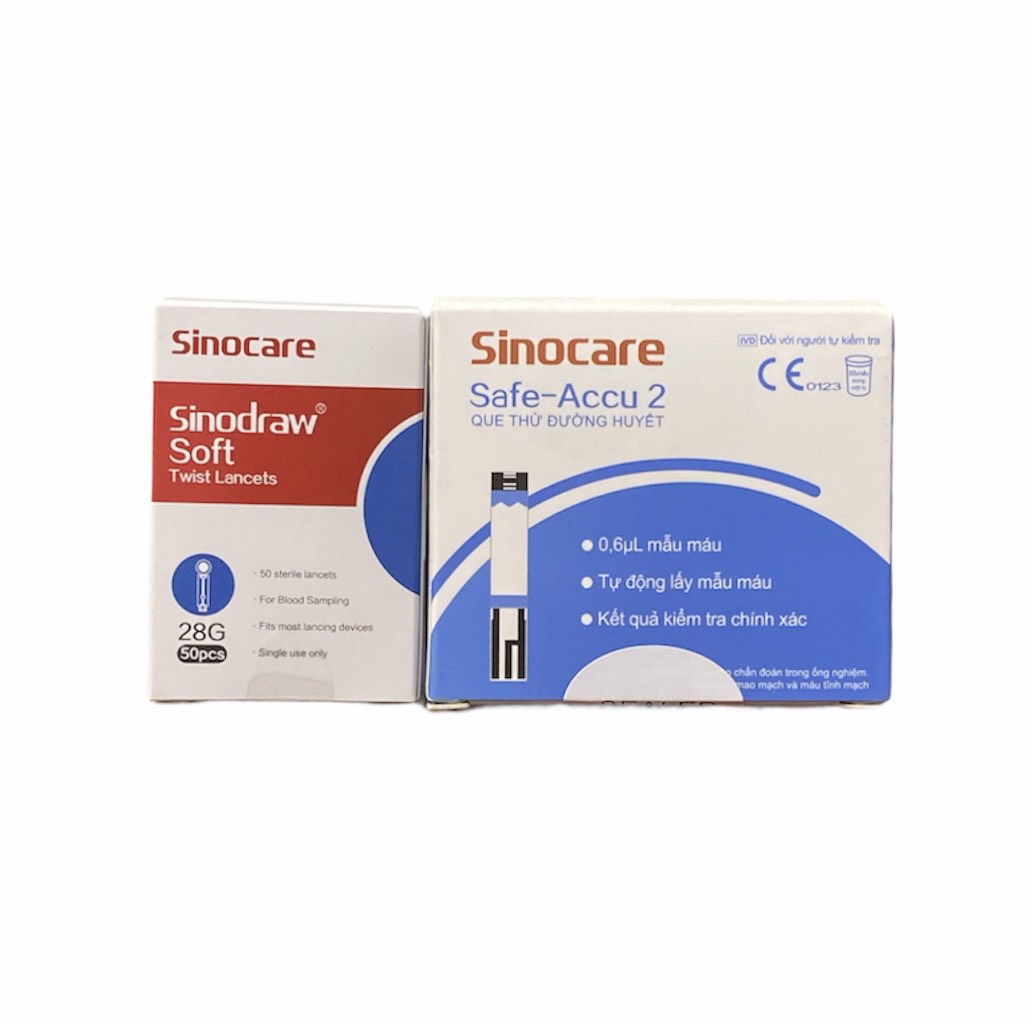 Sinocare
Sinodraw®
Soft
Twist Lancets
28G
50pcs
· 50 sterile lancets
· For Blood Sampling
· Fits most lancing devices
· Single use only
Sinocare
Safe-Accu 2
QUE THỬ ĐƯỜNG HUYẾT
IVD Đối với người tự kiểm tra
CE 0123
● 0,6µL mẫu máu
● Tự động lấy mẫu máu
● Kết quả kiểm tra chính xác
chẩn đoán trong ống nghiệm.
mao mạch và máu tĩnh mạch